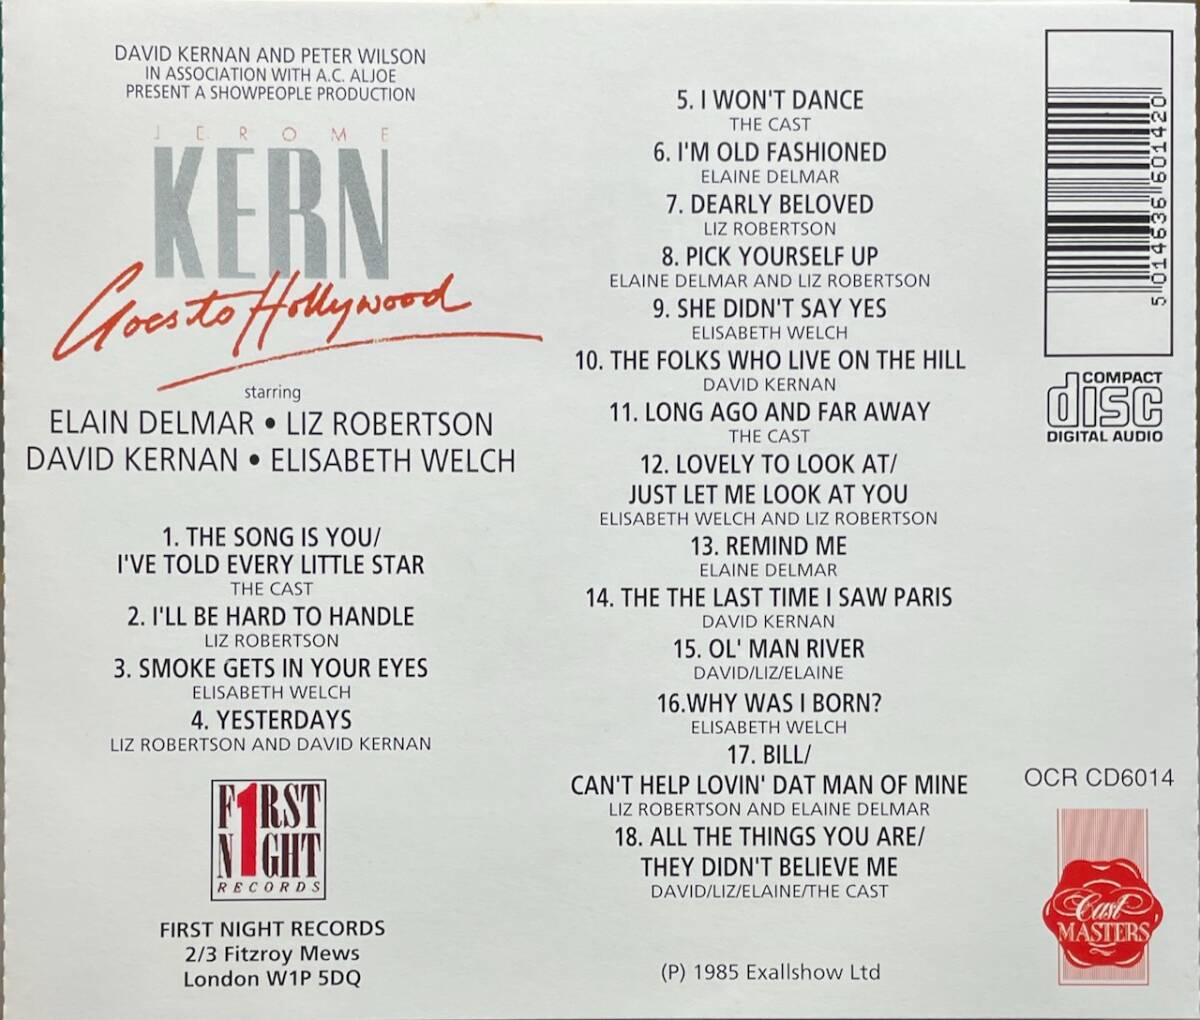 DAVID KERNAN AND PETER WILSON
IN ASSOCIATION WITH A.C. ALJOE
PRESENT A SHOWPEOPLE PRODUCTION
JEROME
KERN
Goes to Hollywood
starring
ELAIN DELMAR • LIZ ROBERTSON
DAVID KERNAN • ELISABETH WELCH
1. THE SONG IS YOU/
I'VE TOLD EVERY LITTLE STAR
THE CAST
2. I'LL BE HARD TO HANDLE
LIZ ROBERTSON
3. SMOKE GETS IN YOUR EYES
ELISABETH WELCH
4. YESTERDAYS
LIZ ROBERTSON AND DAVID KERNAN
F1RST
N1GHT
RECORDS
FIRST NIGHT RECORDS
2/3 Fitzroy Mews
London W1P 5DQ
5. I WON'T DANCE
THE CAST
6. I'M OLD FASHIONED
ELAINE DELMAR
7. DEARLY BELOVED
LIZ ROBERTSON
8. PICK YOURSELF UP
ELAINE DELMAR AND LIZ ROBERTSON
9. SHE DIDN'T SAY YES
ELISABETH WELCH
10. THE FOLKS WHO LIVE ON THE HILL
DAVID KERNAN
11. LONG AGO AND FAR AWAY
THE CAST
12. LOVELY TO LOOK AT/
JUST LET ME LOOK AT YOU
ELISABETH WELCH AND LIZ ROBERTSON
13. REMIND ME
ELAINE DELMAR
14. THE THE LAST TIME I SAW PARIS
DAVID KERNAN
15. OL' MAN RIVER
DAVID/LIZ/ELAINE
16.WHY WAS I BORN?
ELISABETH WELCH
17. BILL/
CAN'T HELP LOVIN' DAT MAN OF MINE
LIZ ROBERTSON AND ELAINE DELMAR
18. ALL THE THINGS YOU ARE/
THEY DIDN'T BELIEVE ME
DAVID/LIZ/ELAINE/THE CAST
(P) 1985 Exallshow Ltd
5 014636 601420
COMPACT
disc
DIGITAL AUDIO
OCR CD6014
Cast
MASTERS